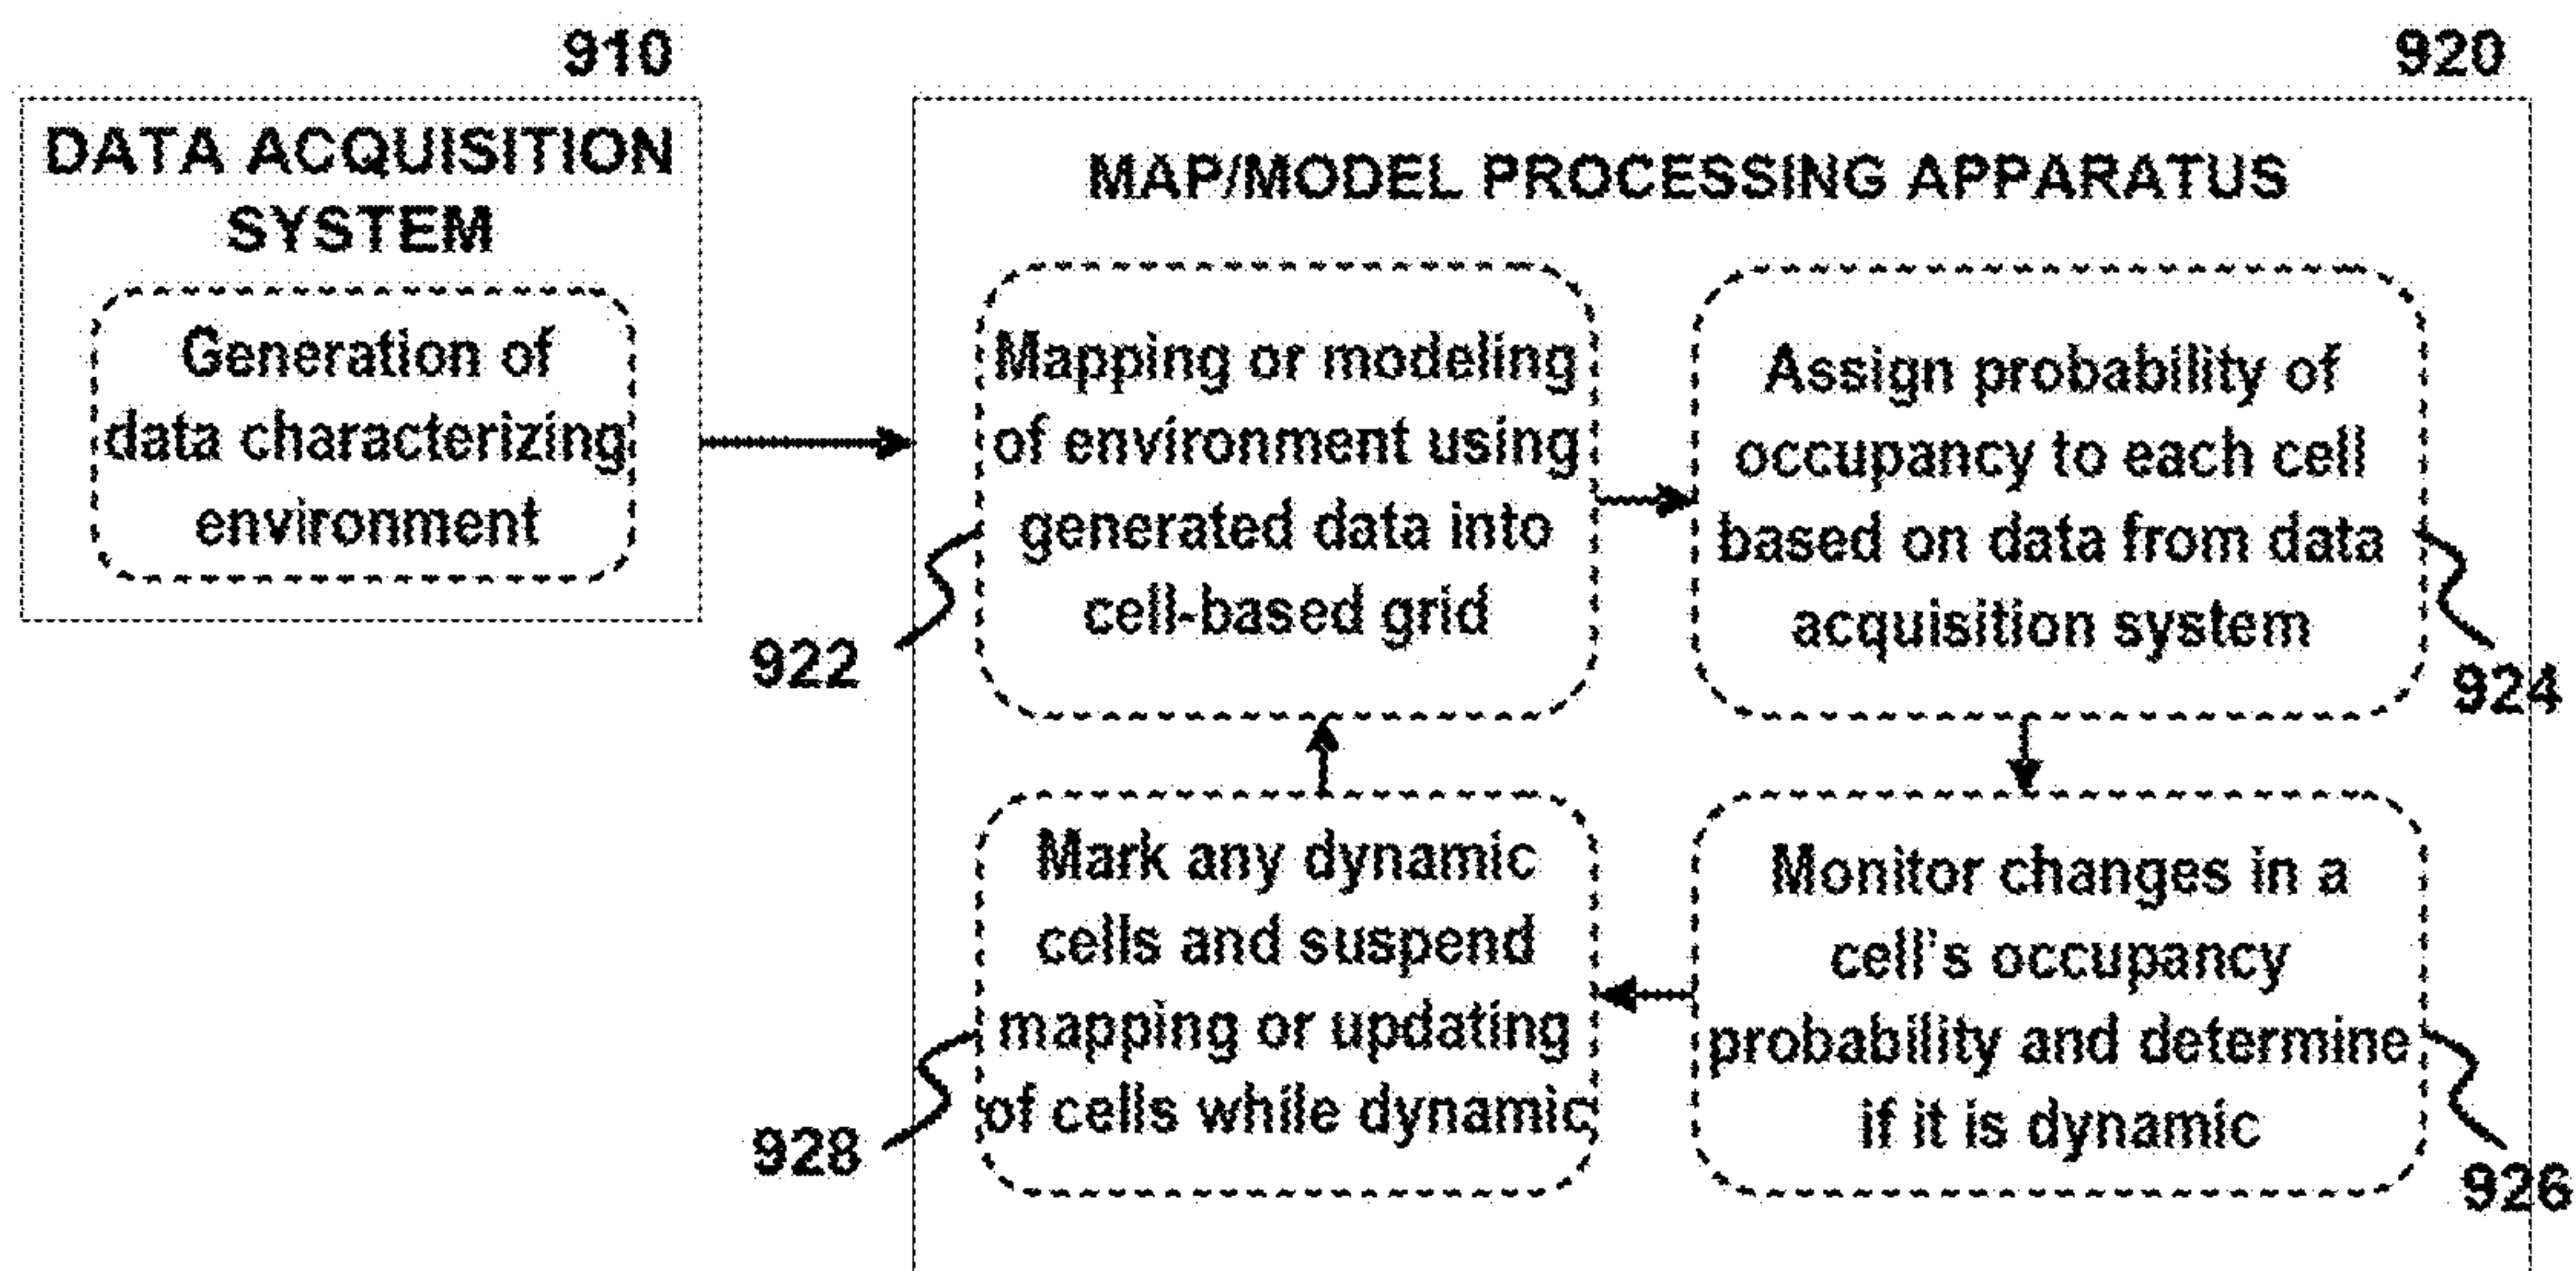 910
DATA ACQUISITION
SYSTEM
Generation of
data characterizing
environment
920
MAP/MODEL PROCESSING APPARATUS
Mapping or modeling
of environment using
generated data into
cell-based grid
922
Assign probability of
occupancy to each cell
based on data from data
acquisition system
924
Mark any dynamic
cells and suspend
mapping or updating
of cells while dynamic
928
Monitor changes in a
cell's occupancy
probability and determine
if it is dynamic
926